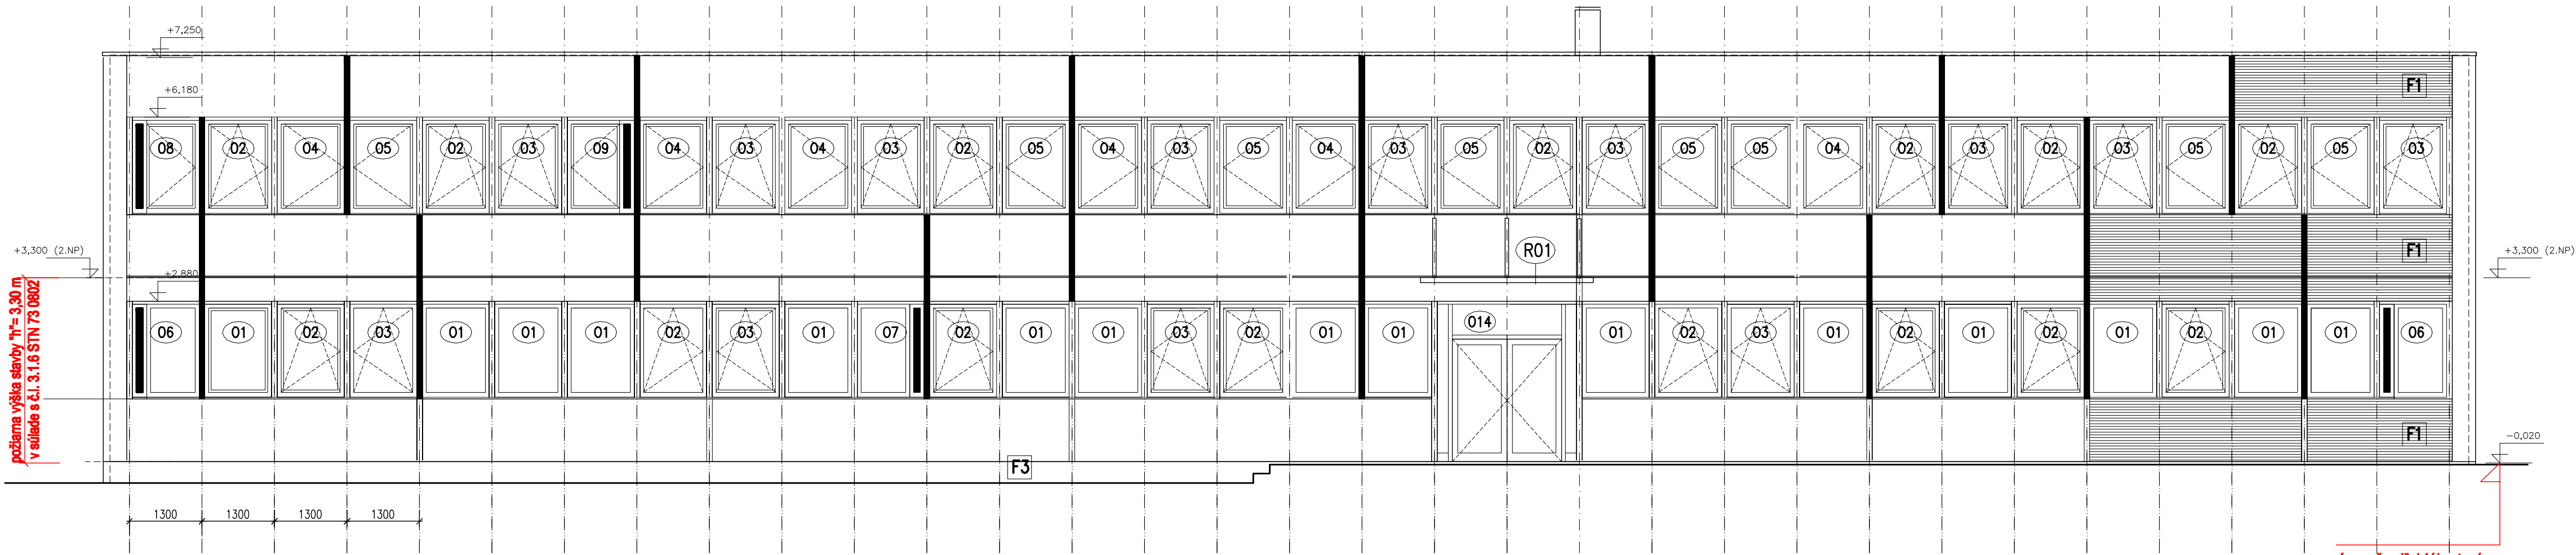 +7,250
F1
+6,180
08 02 04 05 02 03 09 04 03 04 03 02 05 04 03 05 04 03 05 02 03 05 05 04 02 03 02 03 05 02 05 03
+3,300 (2.NP)
R01
F1
+3,300 (2.NP)
+2,880
požiarna výška stavby "h"= 3,30 m
v súlade s č.l. 3.1.6 STN 73 0802
06 01 02 03 01 01 01 02 03 01 07 02 01 01 03 02 01 01 014 01 02 03 01 02 01 02 01 02 01 01 06
F1
-0,020
F3
1300 1300 1300 1300